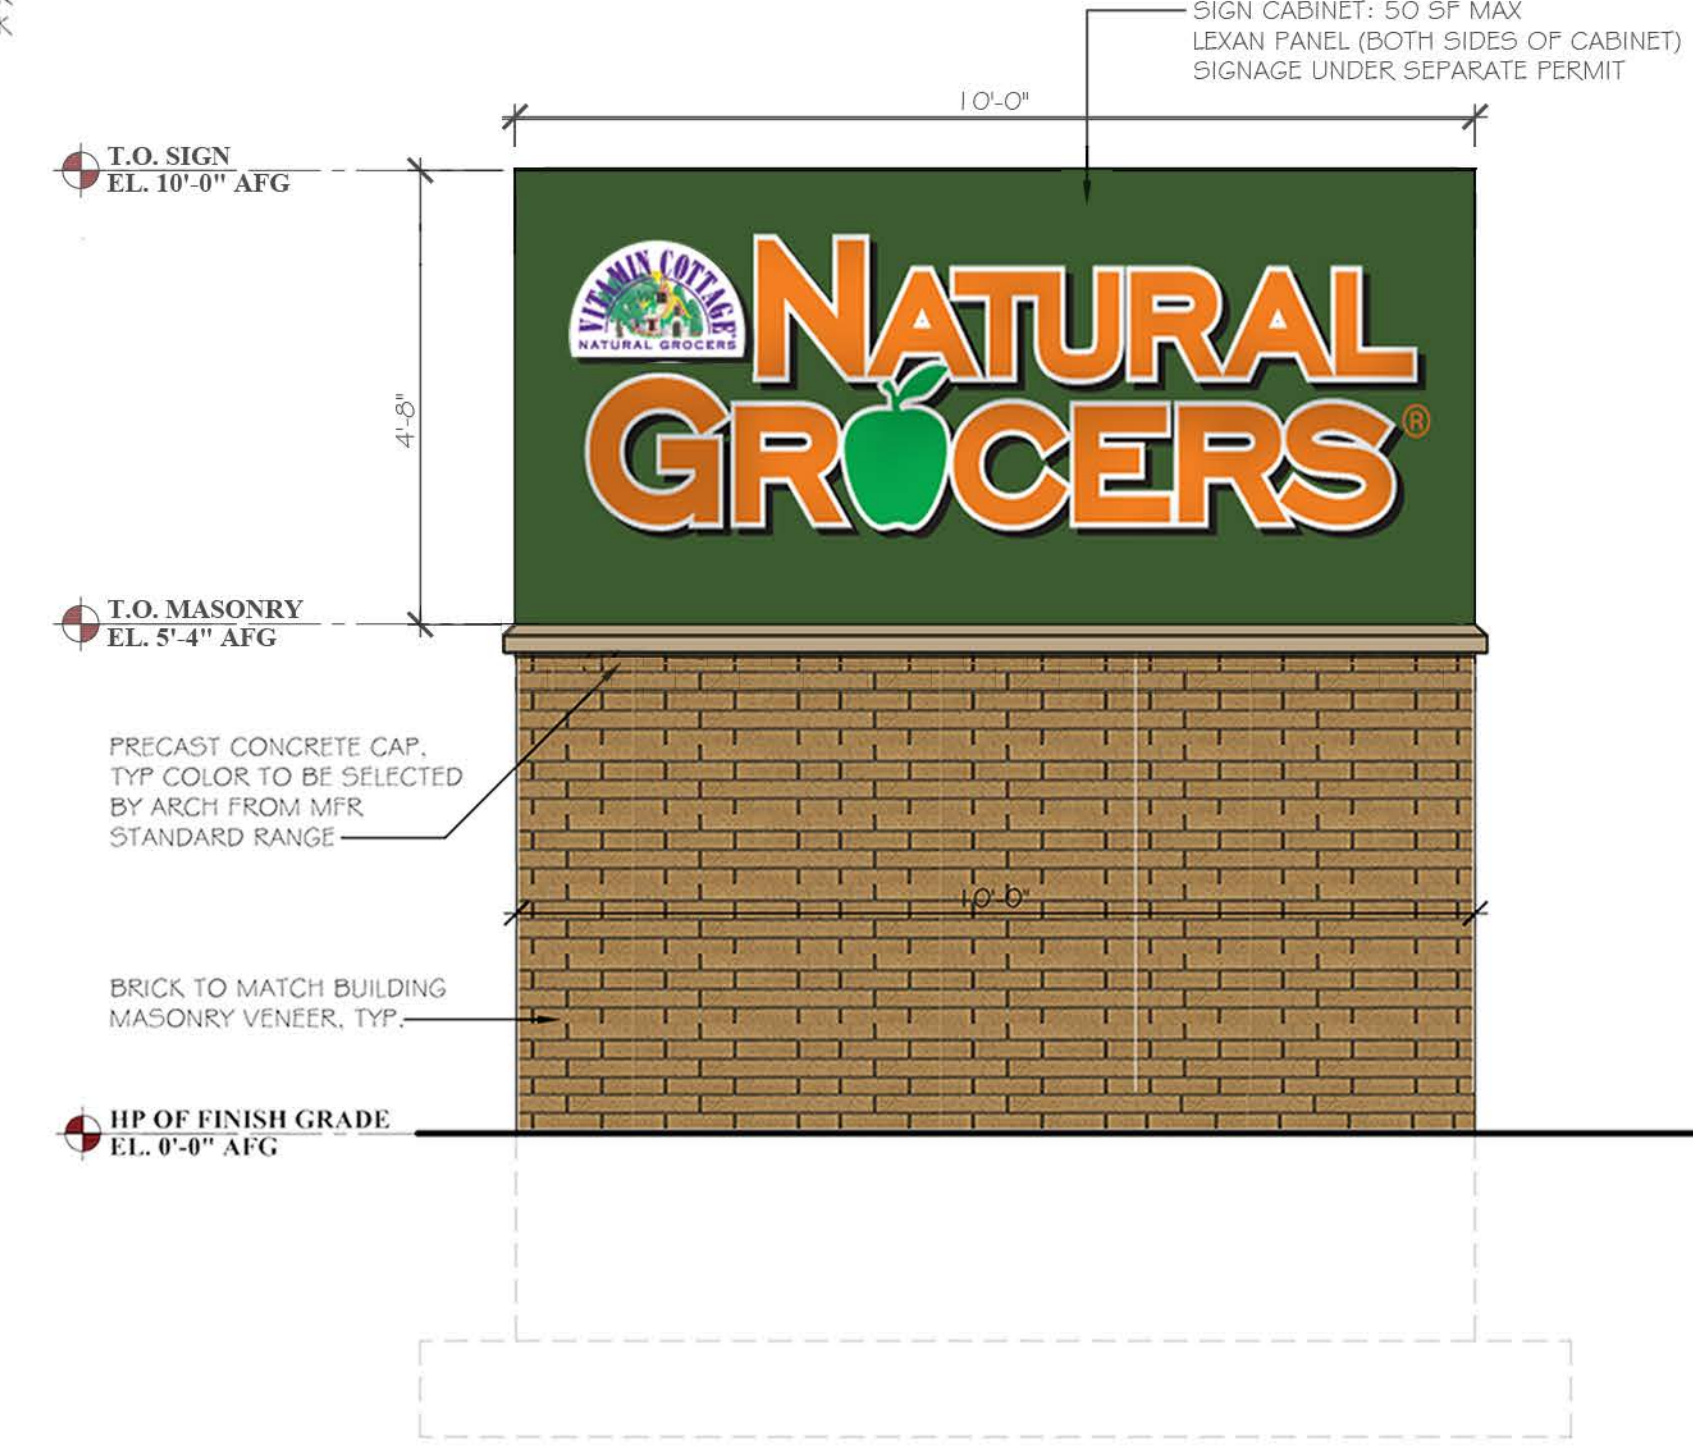 SIGN CABINET: 50 SF MAX
LEXAN PANEL (BOTH SIDES OF CABINET)
SIGNAGE UNDER SEPARATE PERMIT
10'-0"
T.O. SIGN
EL. 10'-0" AFG
VITAMIN COTTAGE
NATURAL GROCERS
NATURAL
GROCERS®
4'-8"
T.O. MASONRY
EL. 5'-4" AFG
PRECAST CONCRETE CAP,
TYP COLOR TO BE SELECTED
BY ARCH FROM MFR
STANDARD RANGE
10'-0"
BRICK TO MATCH BUILDING
MASONRY VENEER, TYP.
HP OF FINISH GRADE
EL. 0'-0" AFG